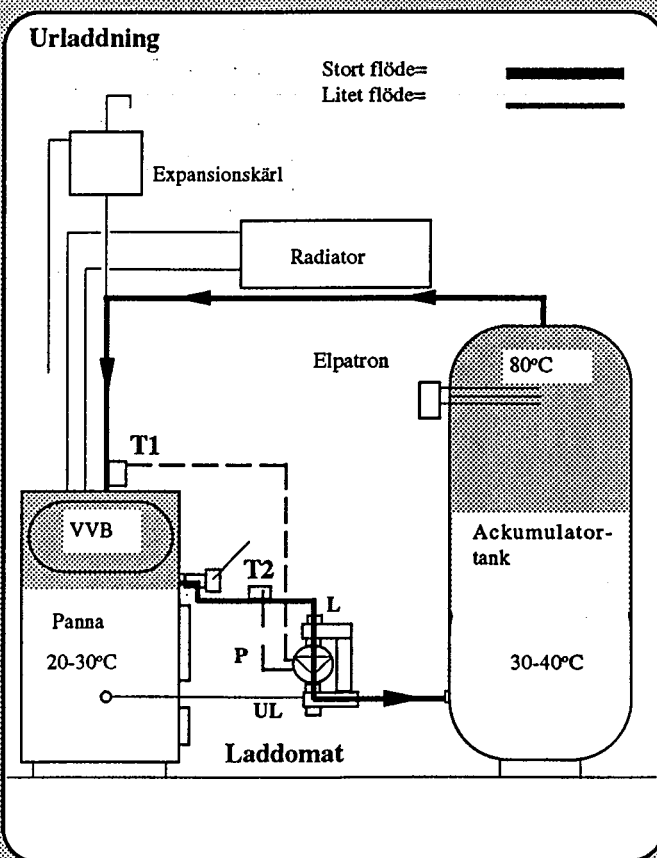 Urladdning
Stort flöde=
Litet flöde=
Expansionskärl
Radiator
Elpatron
80°C
T1
VVB
Ackumulator-
tank
T2
L
Panna
P
20-30°C
30-40°C
UL
Laddomat